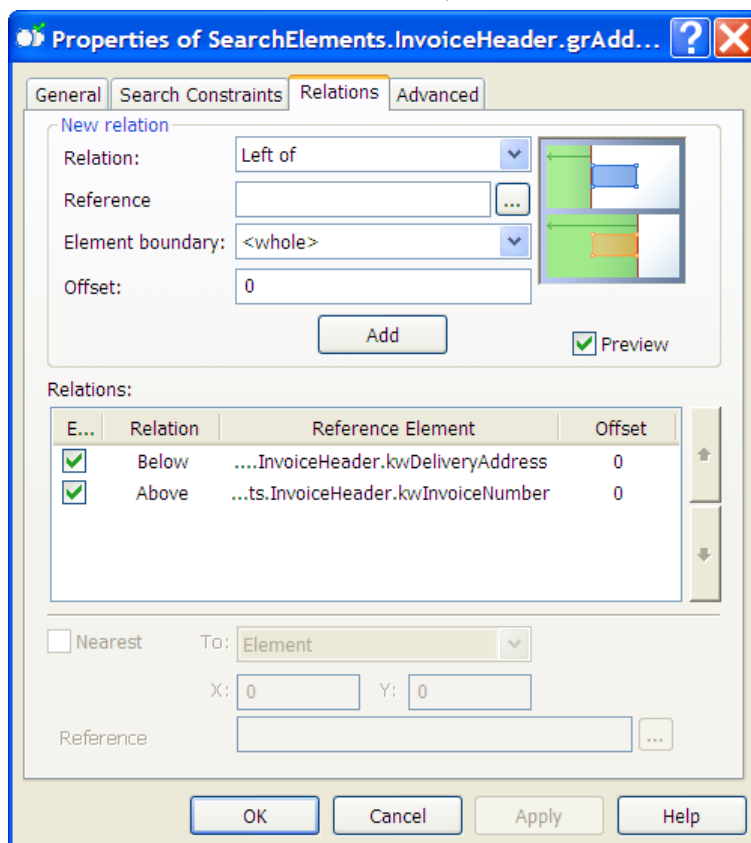 Properties of SearchElements.InvoiceHeader.grAdd... ?
General Search Constraints Relations Advanced
New relation
Relation: Left of
Reference ...
Element boundary: <whole>
Offset: 0
Add
Preview
Relations:
E... Relation Reference Element Offset
Below ....InvoiceHeader.kwDeliveryAddress 0
Above ...ts.InvoiceHeader.kwInvoiceNumber 0
Nearest To: Element
X: 0 Y: 0
Reference ...
OK Cancel Apply Help